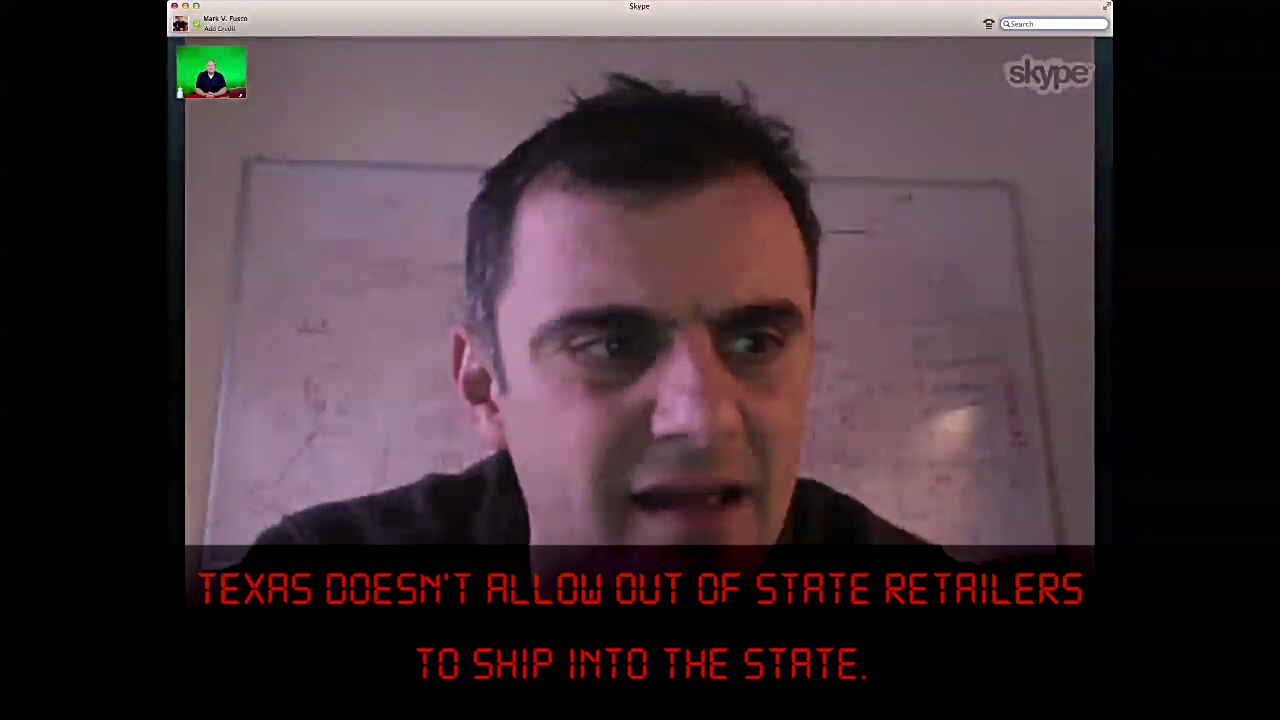 Skype
Mark V. Fusco
Add Credit
Search
skype
TEXAS DOESN'T ALLOW OUT OF STATE RETAILERS
TO SHIP INTO THE STATE.